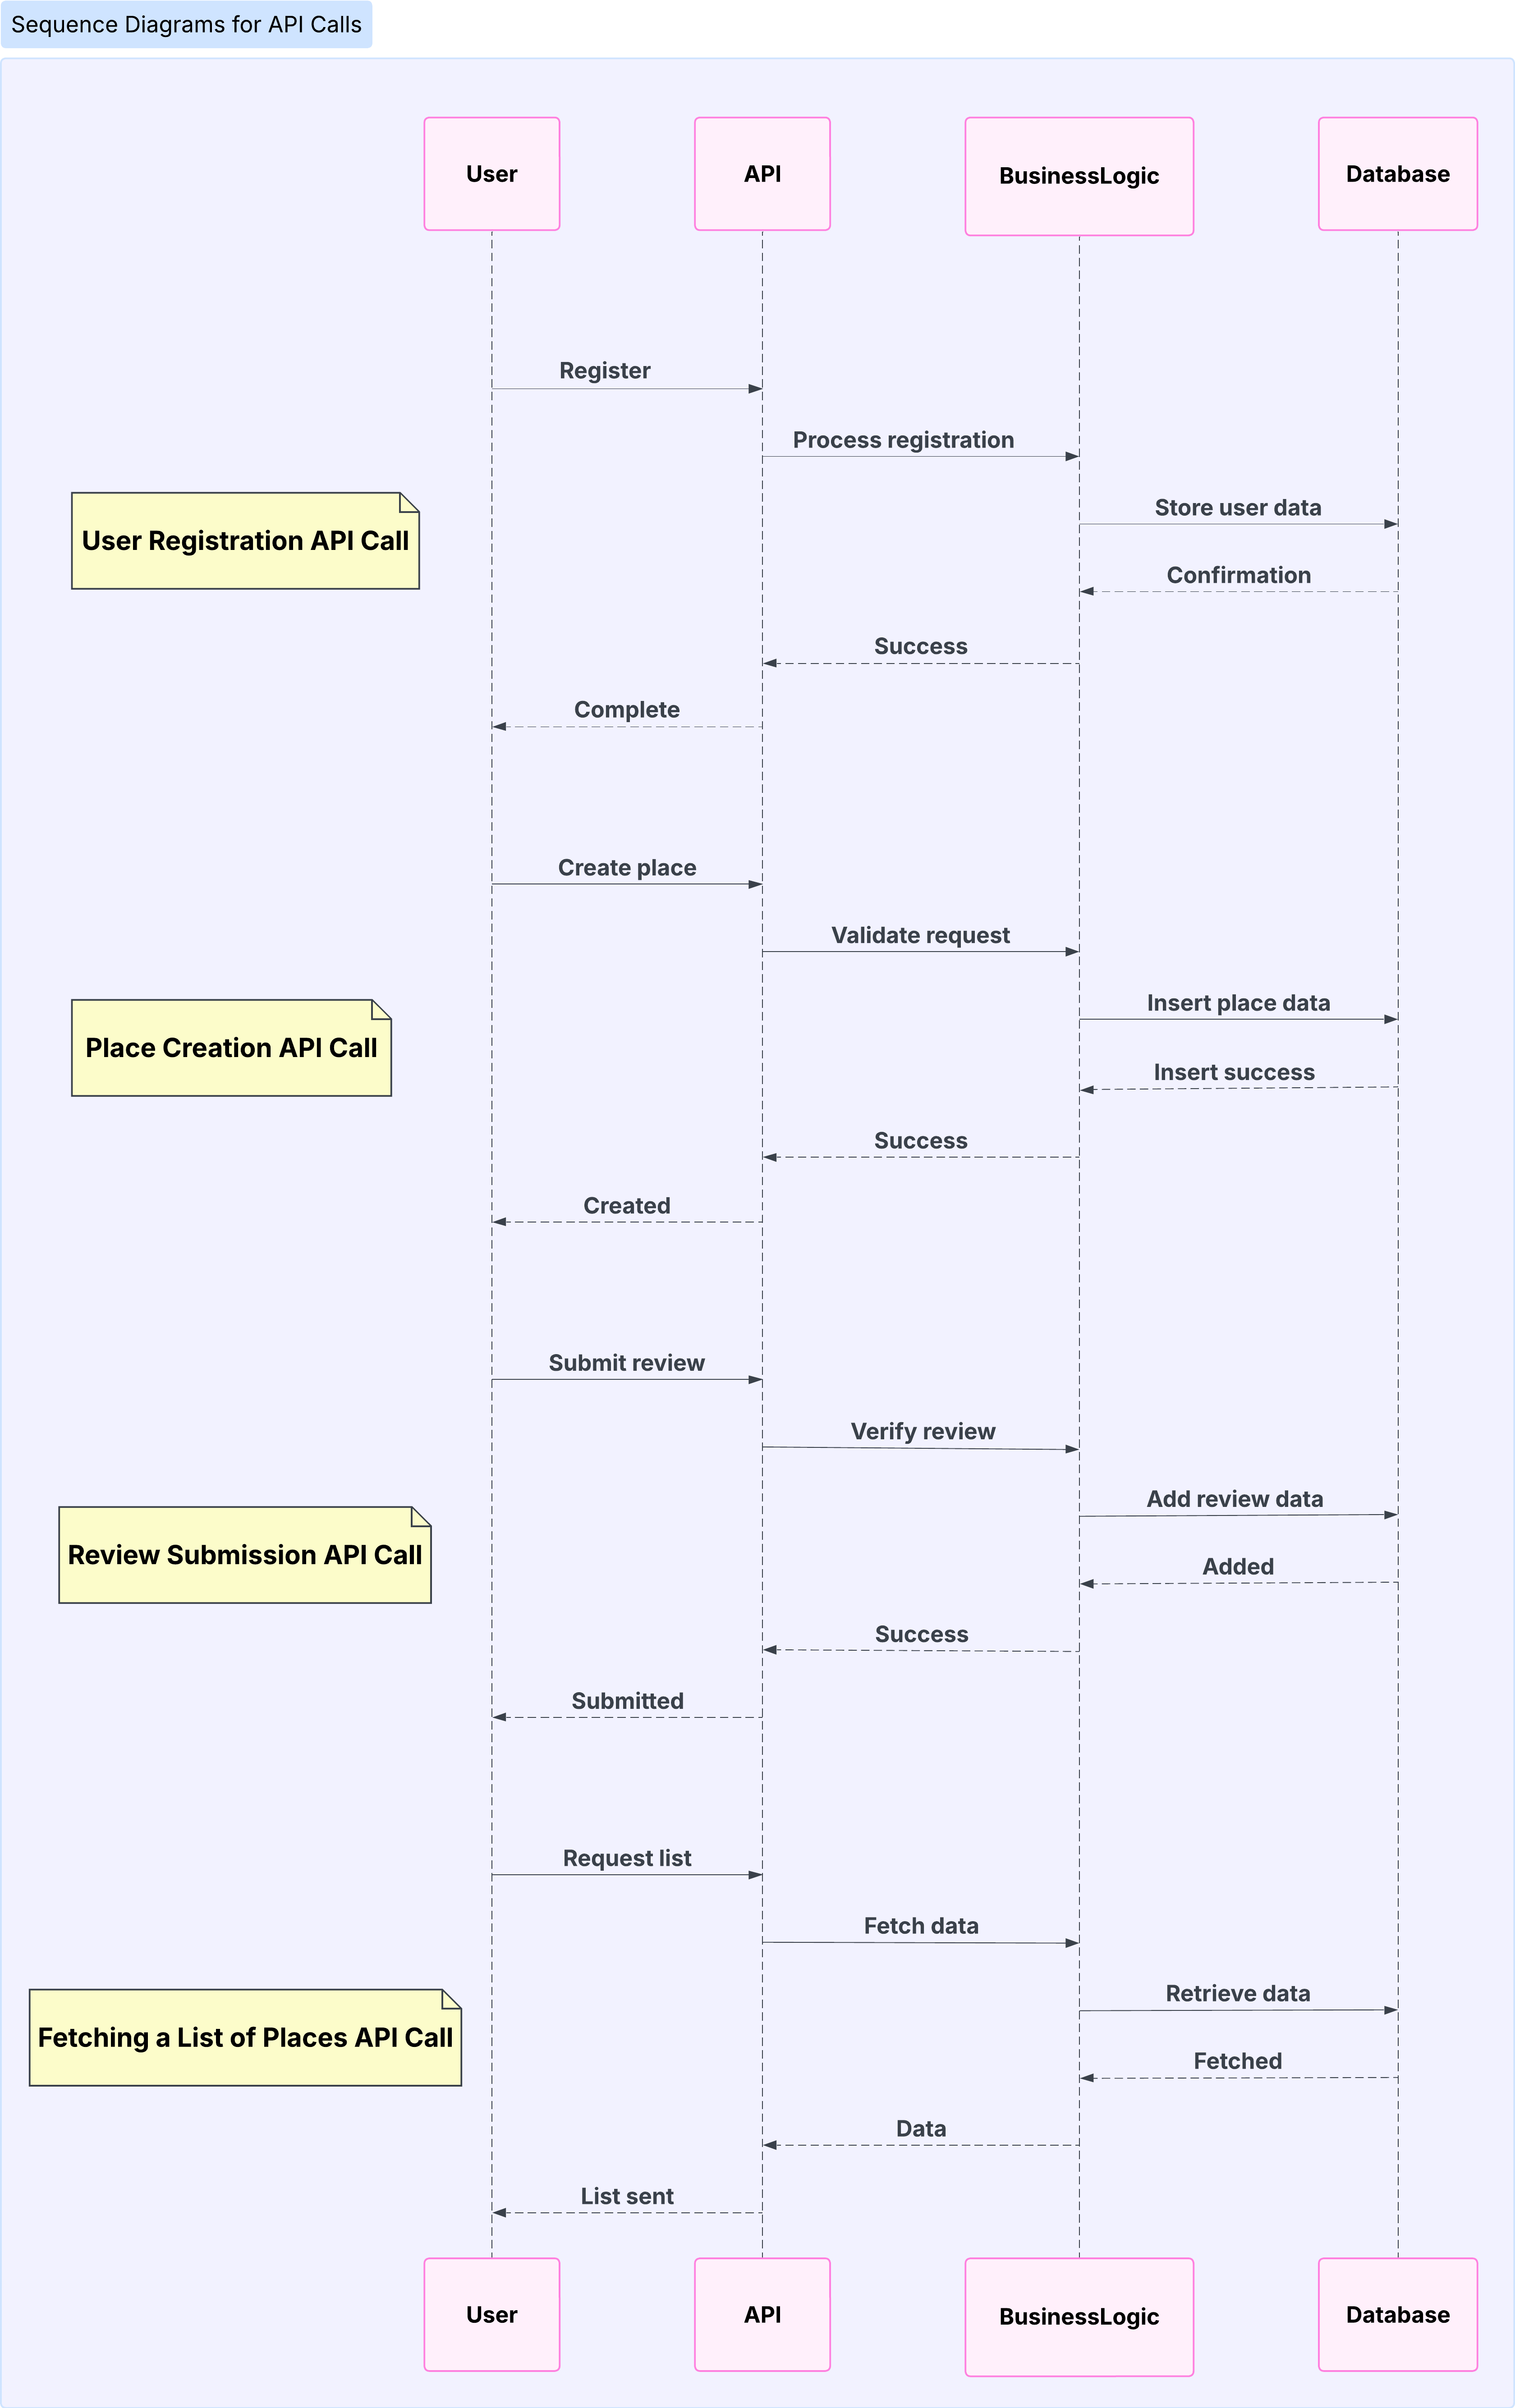 Sequence Diagrams for API Calls
User
API
BusinessLogic
Database
Register
Process registration
User Registration API Call
Store user data
Confirmation
Success
Complete
Create place
Validate request
Place Creation API Call
Insert place data
Insert success
Success
Created
Submit review
Verify review
Review Submission API Call
Add review data
Added
Success
Submitted
Request list
Fetch data
Fetching a List of Places API Call
Retrieve data
Fetched
Data
List sent
User
API
BusinessLogic
Database